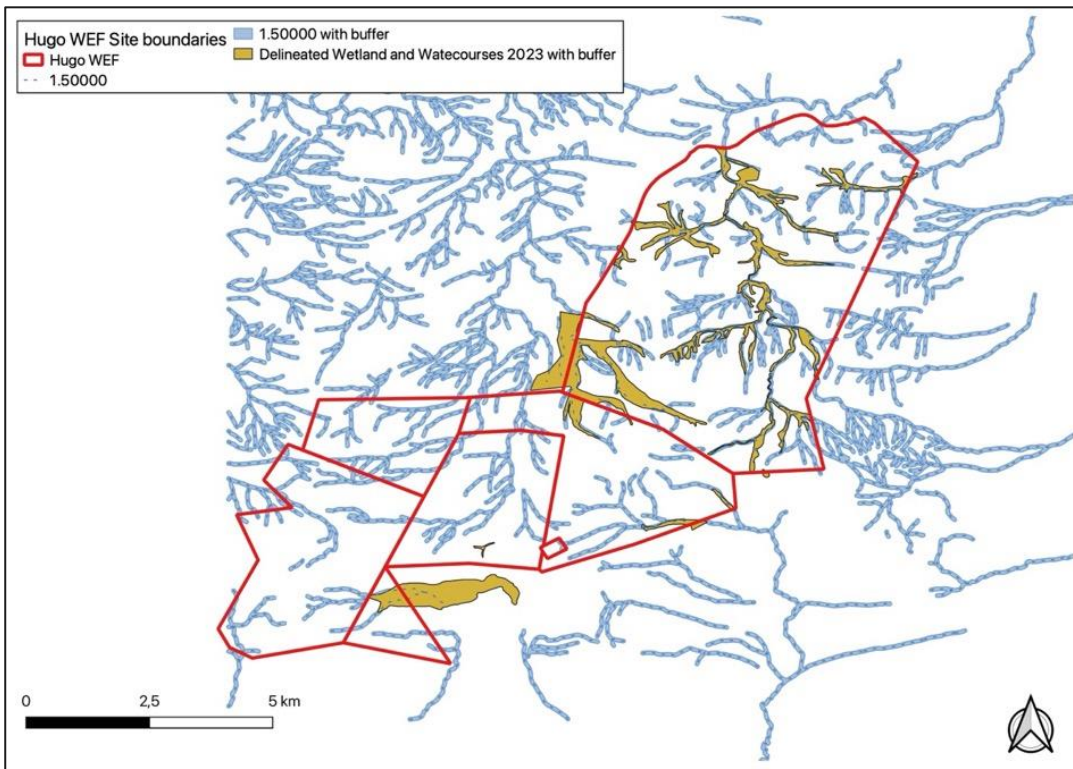 Hugo WEF Site boundaries
Hugo WEF
1.50000
1.50000 with buffer
Delineated Wetland and Watercourses 2023 with buffer
0 2,5 5 km